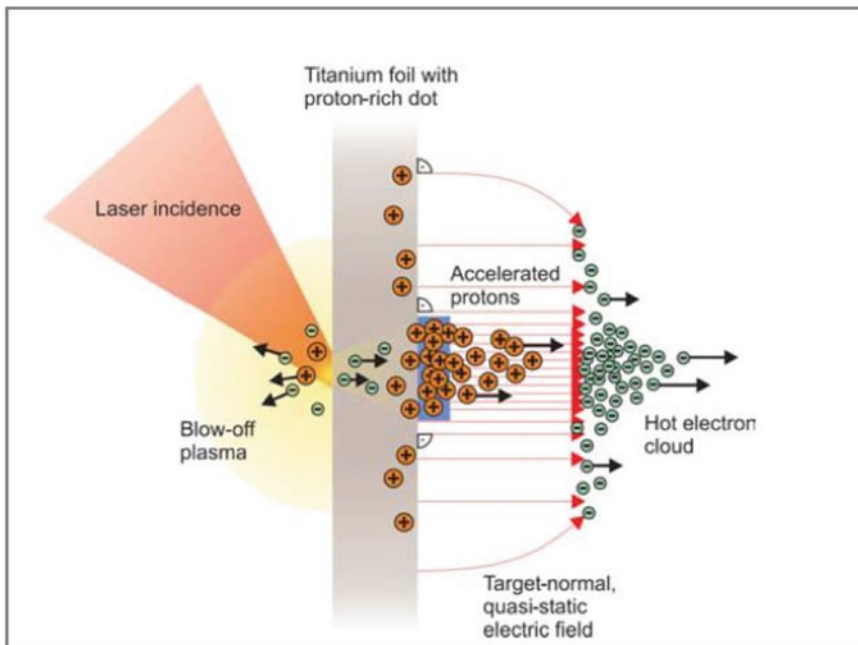 Titanium foil with
proton-rich dot
Laser incidence
Accelerated
protons
Blow-off
plasma
Hot electron
cloud
Target-normal,
quasi-static
electric field